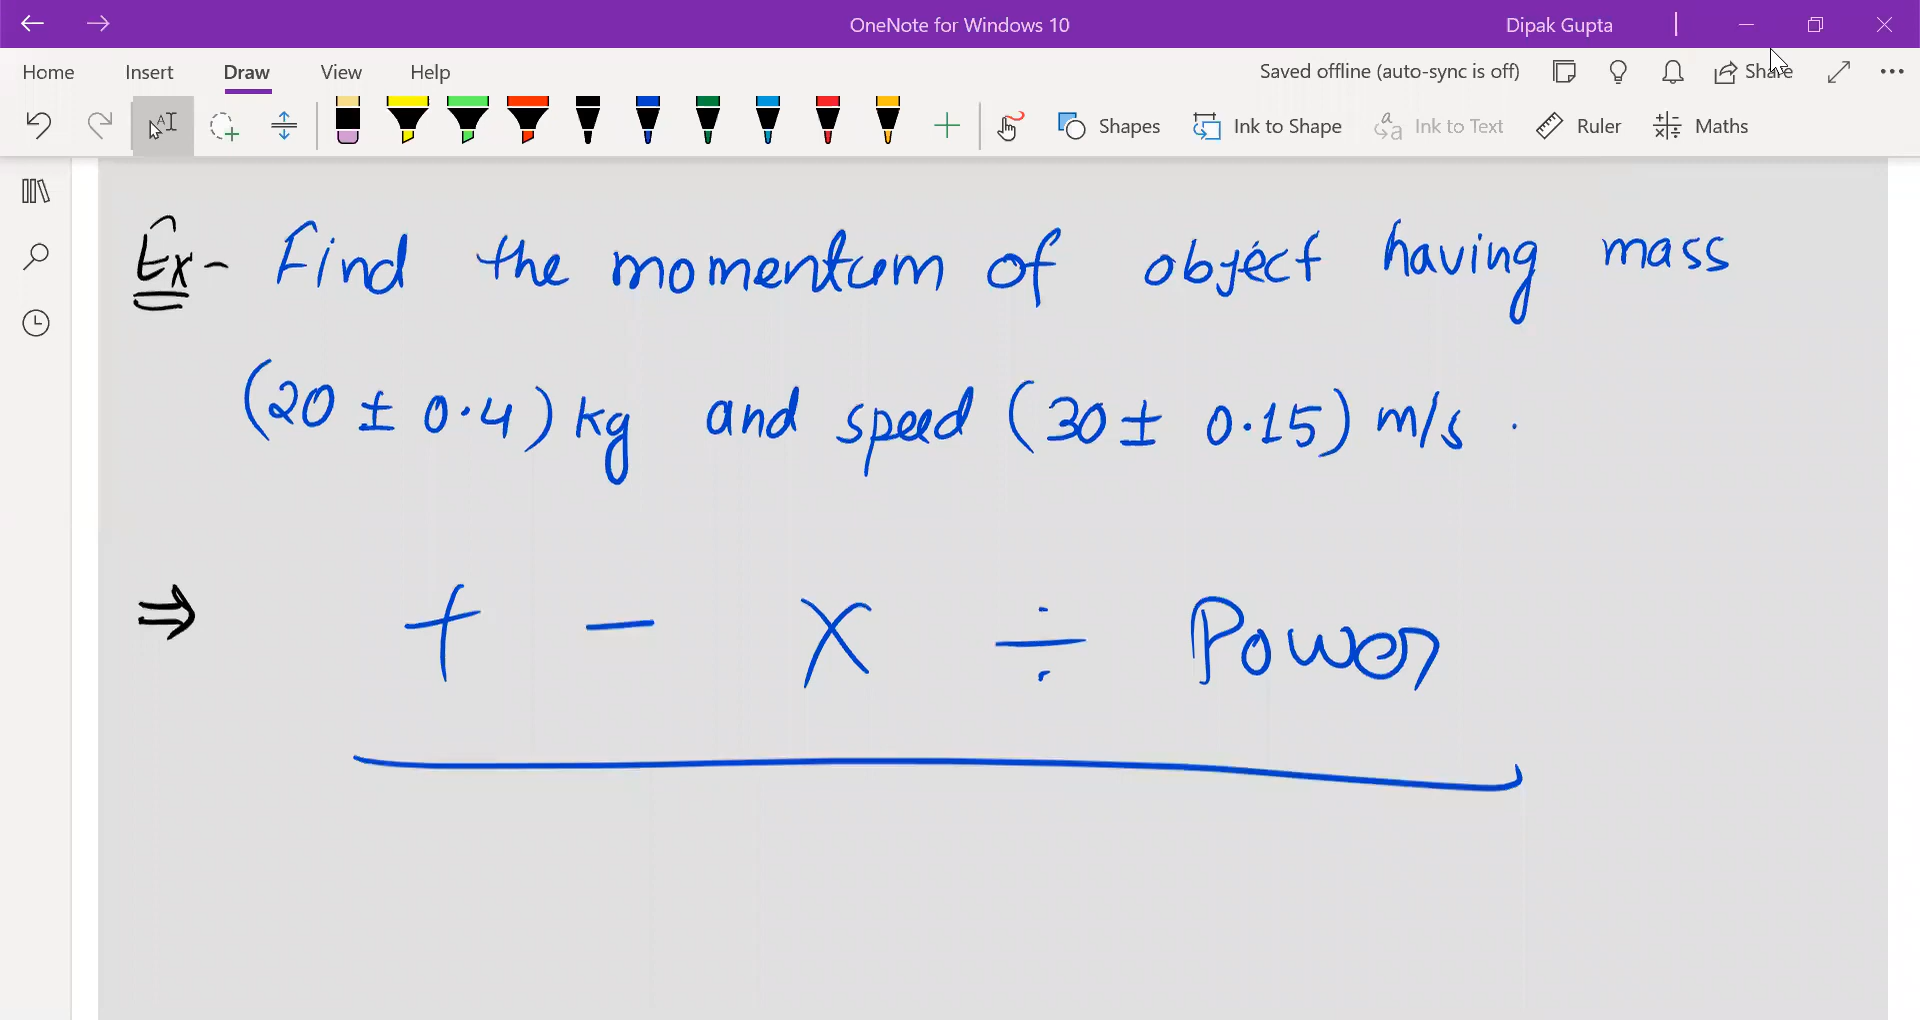 OneNote for Windows 10
Dipak Gupta
Home Insert Draw View Help
Saved offline (auto-sync is off) Share
Shapes Ink to Shape Ink to Text Ruler Maths
Ex - Find the momentum of object having mass
(20 ± 0.4) kg and speed (30 ± 0.15) m/s .
⇒ + - × ÷ Power